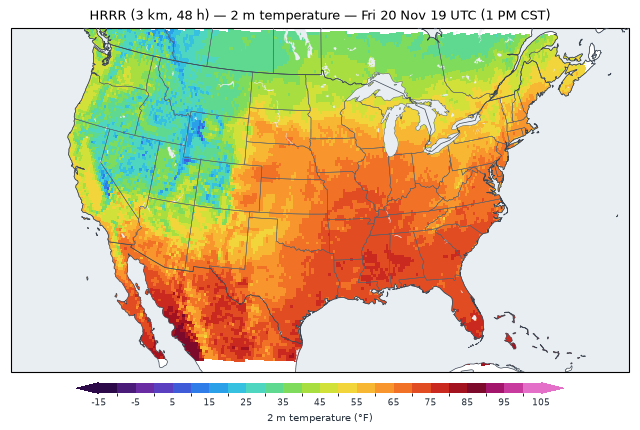 HRRR (3 km, 48 h) — 2 m temperature — Fri 20 Nov 19 UTC (1 PM CST)
-15 -5 5 15 25 35 45 55 65 75 85 95 105
2 m temperature (°F)